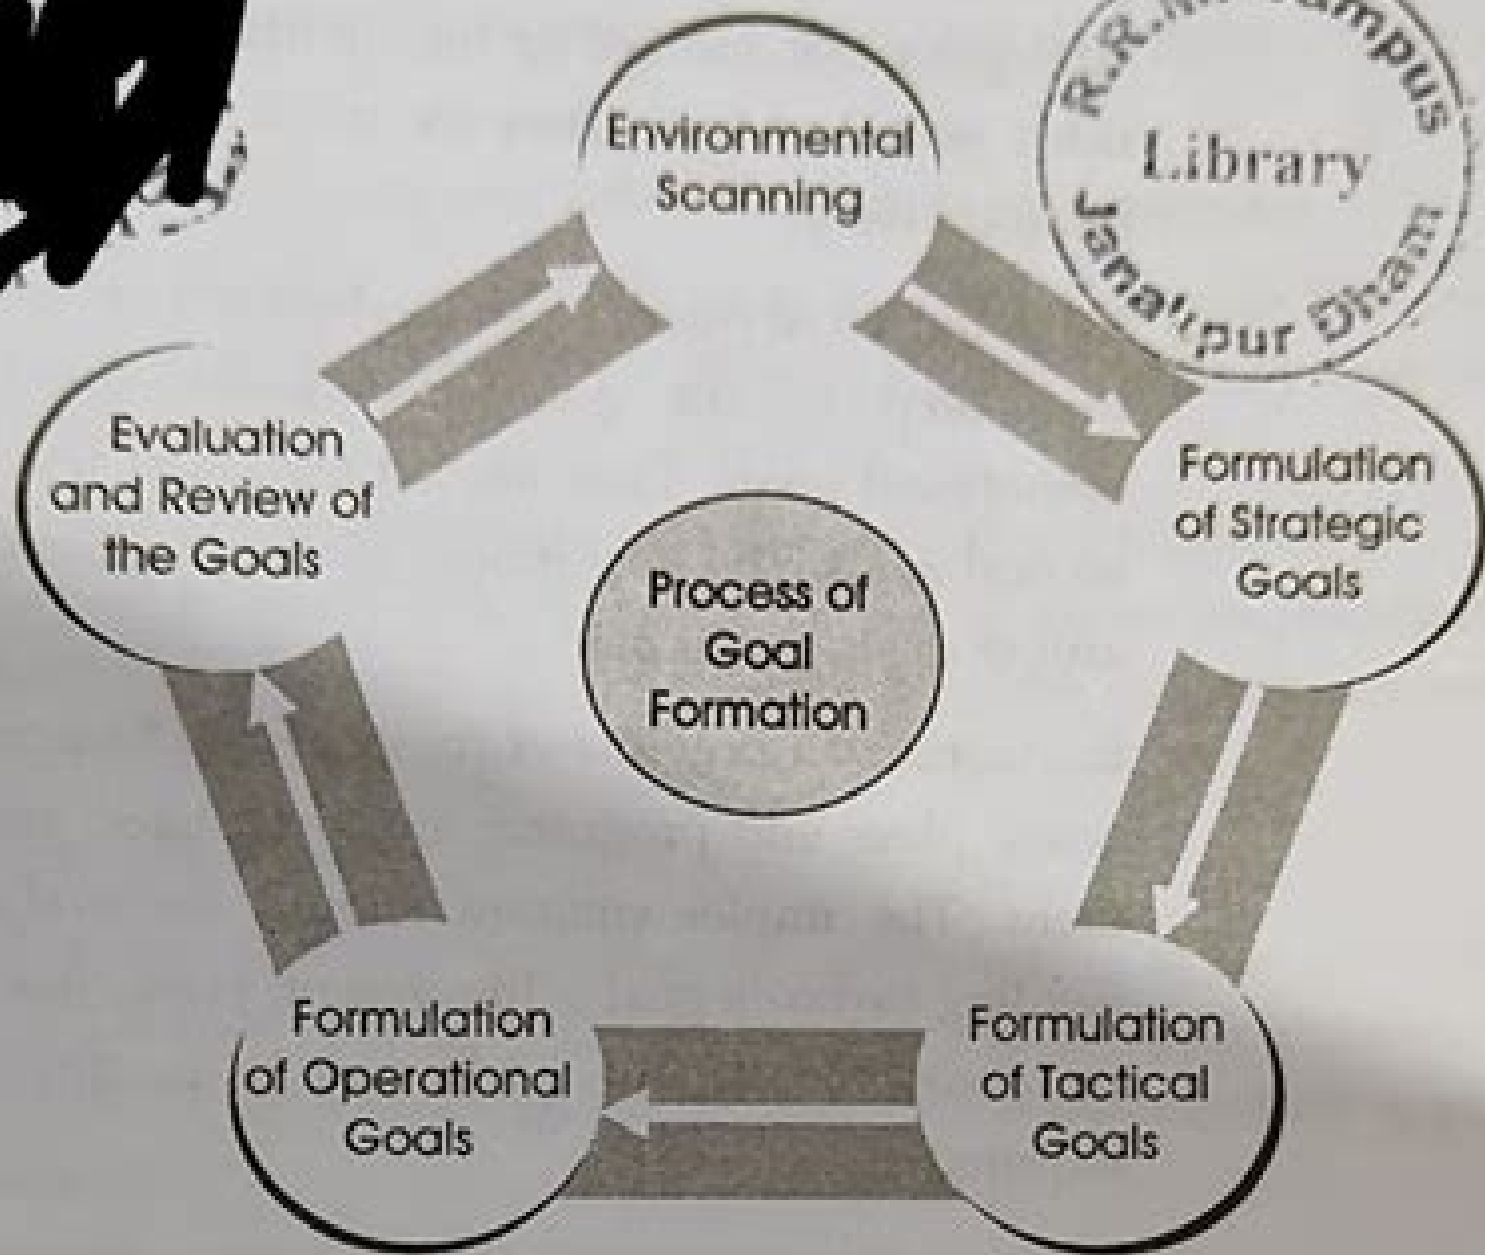 Environmental
Scanning
Library
Formulation
of Strategic
Goals
Formulation
of Tactical
Goals
Formulation
of Operational
Goals
Evaluation
and Review of
the Goals
Process of
Goal
Formation